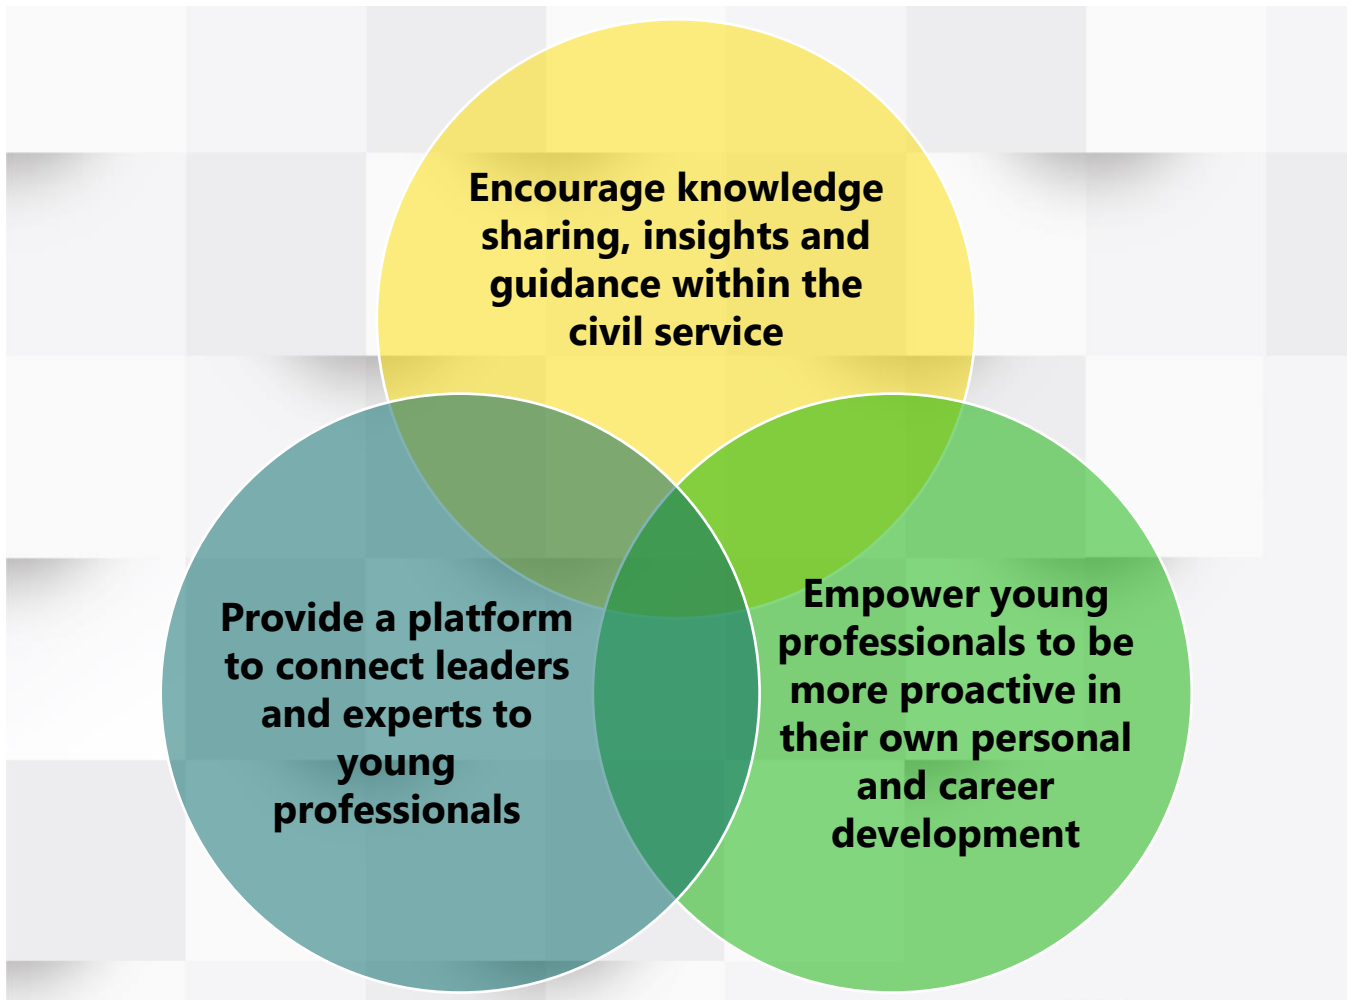 Encourage knowledge
sharing, insights and
guidance within the
civil service
Provide a platform
to connect leaders
and experts to
young
professionals
Empower young
professionals to be
more proactive in
their own personal
and career
development